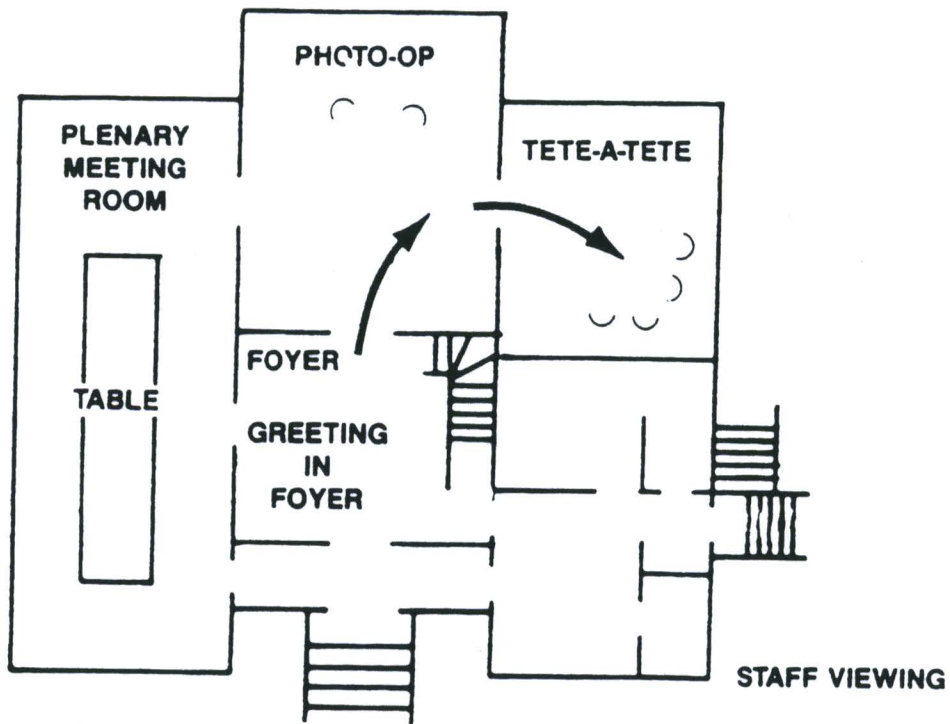 PHOTO-OP
PLENARY
MEETING
ROOM
TETE-A-TETE
FOYER
TABLE
GREETING
IN
FOYER
STAFF VIEWING